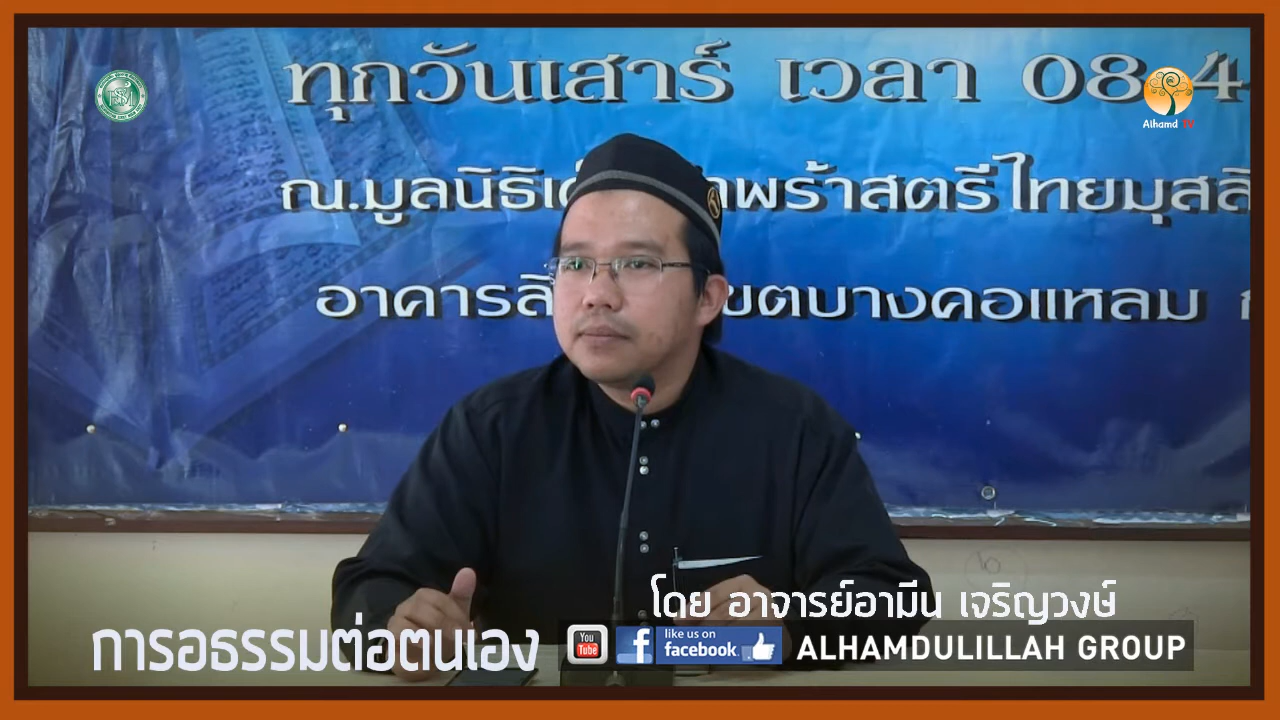 ทุกวันเสาร์ เวลา 08.4
Alhamd TV
ณ.มูลนิธิเ พร้าสตรีไทยมุสลิ
อาคารสิ ขตบางคอแหลม ก
โดย อาจารย์อามีน เจริญวงษ์
การอธรรมต่อตนเอง
You Tube
like us on
facebook
ALHAMDULILLAH GROUP